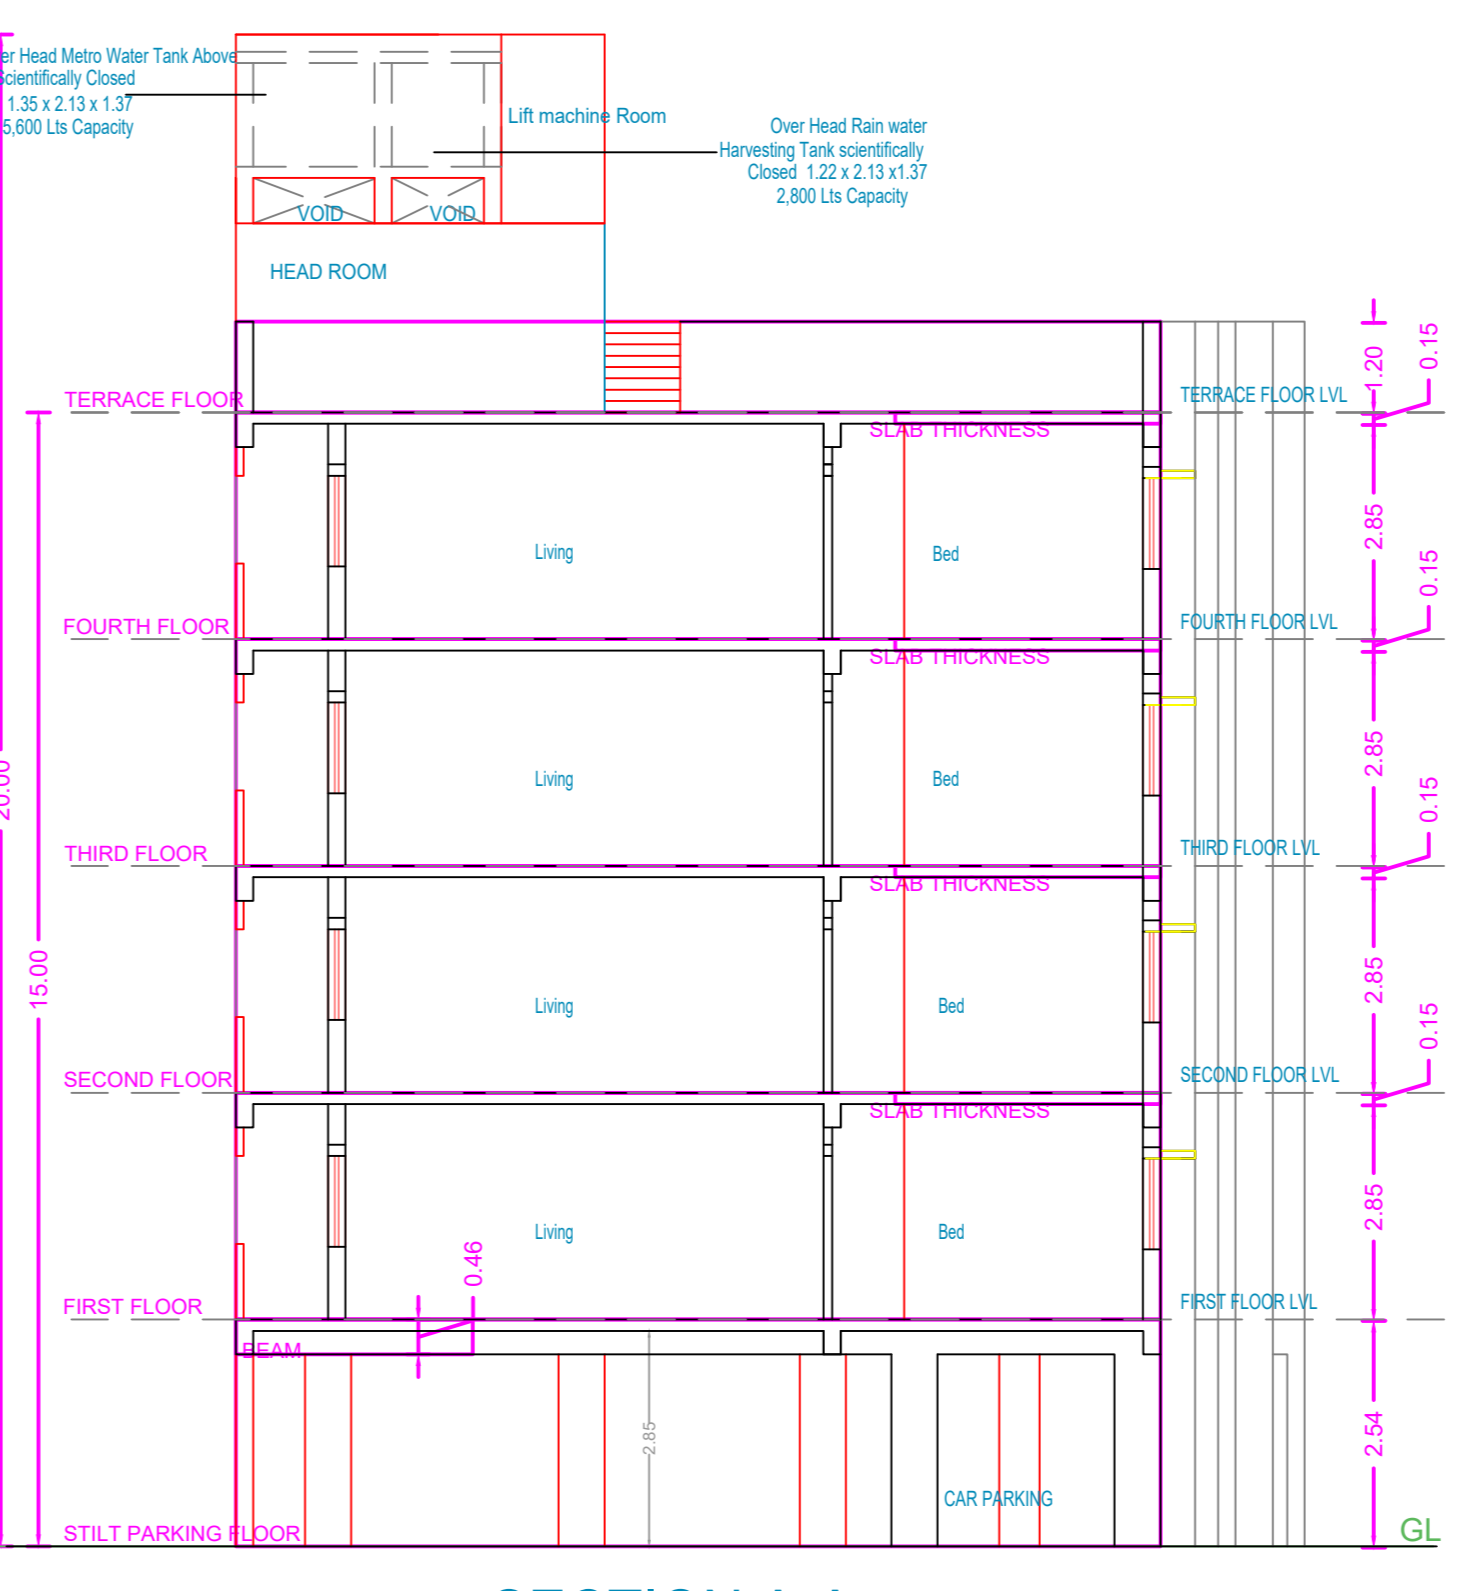 er Head Metro Water Tank Above
Scientifically Closed
1.35 x 2.13 x 1.37
5,600 Lts Capacity
Lift machine Room
Over Head Rain water
Harvesting Tank scientifically
Closed 1.22 x 2.13 x1.37
2,800 Lts Capacity
VOID
VOID
HEAD ROOM
1.20
0.15
TERRACE FLOOR
TERRACE FLOOR LVL
SLAB THICKNESS
2.85
Living
Bed
0.15
FOURTH FLOOR
FOURTH FLOOR LVL
SLAB THICKNESS
20.00
2.85
Living
Bed
0.15
THIRD FLOOR
THIRD FLOOR LVL
SLAB THICKNESS
15.00
2.85
Living
Bed
0.15
SECOND FLOOR
SECOND FLOOR LVL
SLAB THICKNESS
2.85
Living
Bed
0.46
FIRST FLOOR
FIRST FLOOR LVL
BEAM
2.85
2.54
CAR PARKING
STILT PARKING FLOOR
GL